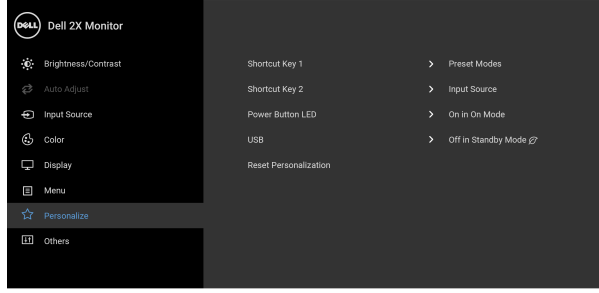 DELL Dell 2X Monitor
Brightness/Contrast
Auto Adjust
Input Source
Color
Display
Menu
Personalize
Others
Shortcut Key 1 > Preset Modes
Shortcut Key 2 > Input Source
Power Button LED > On in On Mode
USB > Off in Standby Mode
Reset Personalization